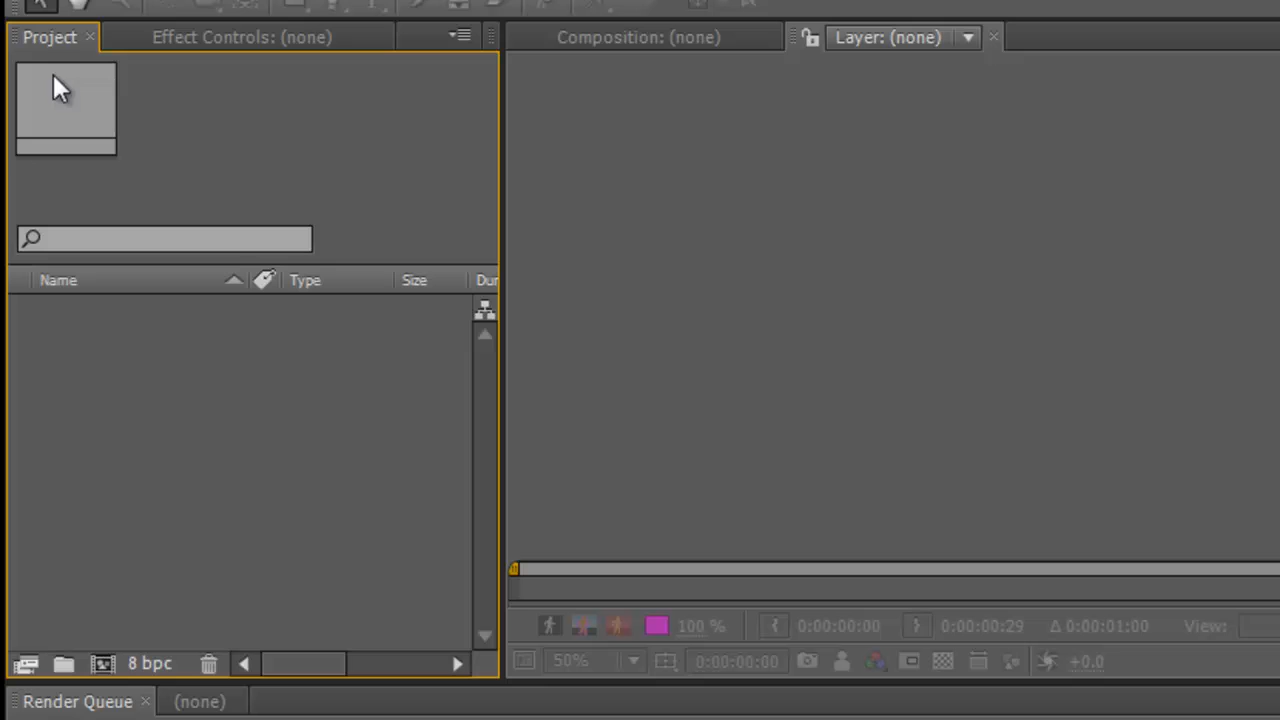 Project
Effect Controls: (none)
Composition: (none)
Layer: (none)
Name
Type
Size
Dur
100 %
0:00:00:00
0:00:00:29
Δ 0:00:01:00
View:
8 bpc
50%
0:00:00:00
+0.0
Render Queue
(none)